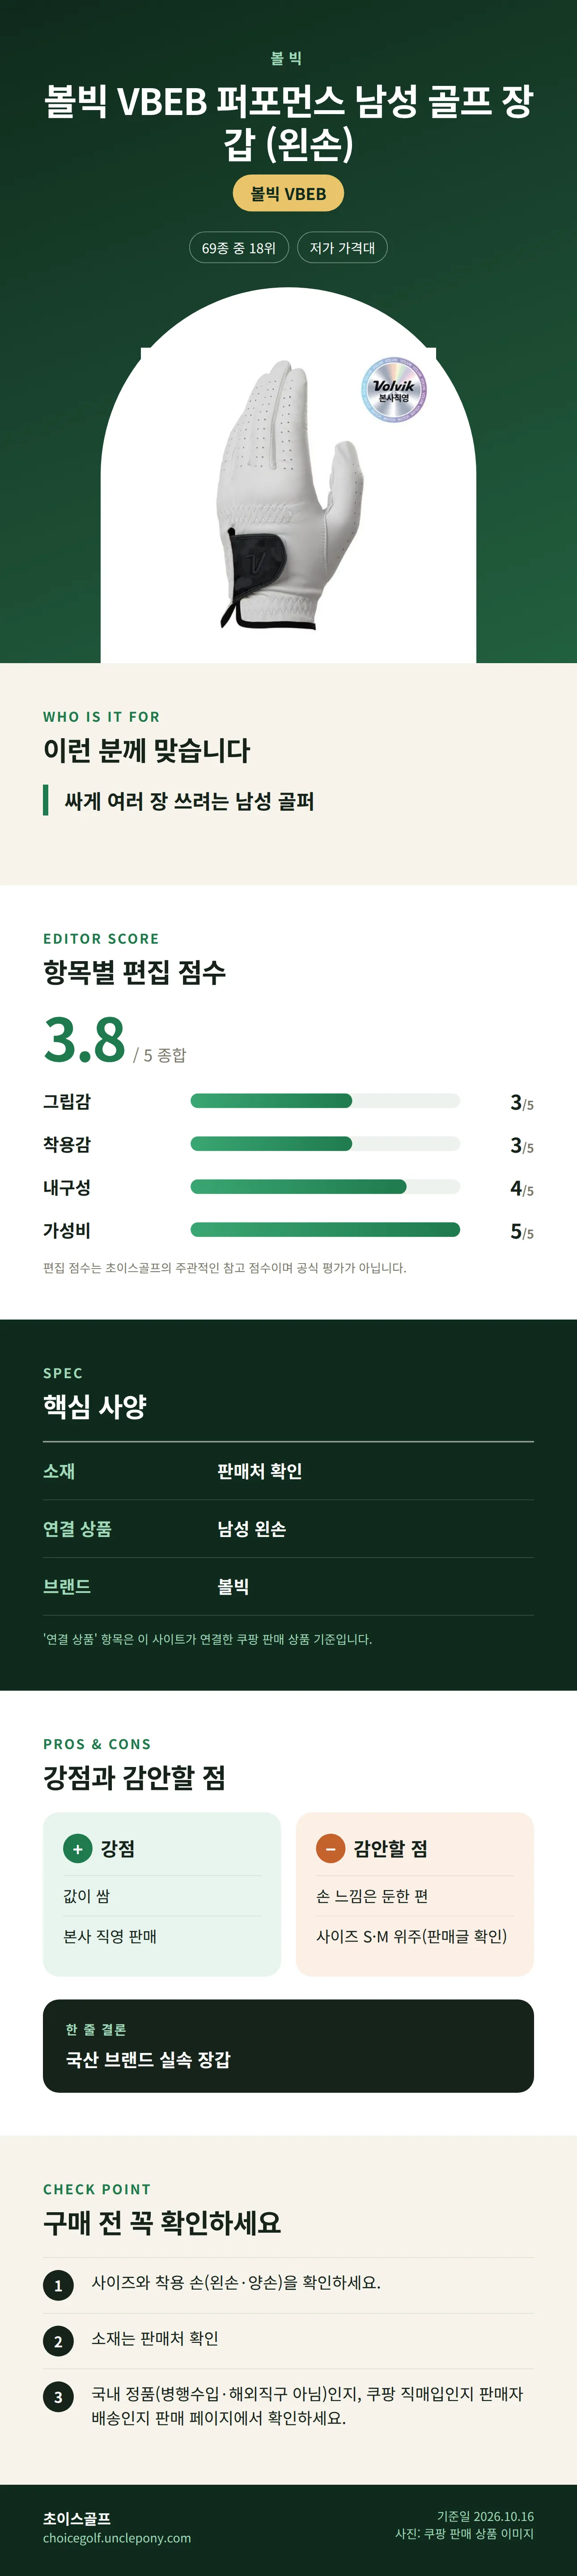 볼빅
볼빅 VBEB 퍼포먼스 남성 골프 장
갑 (왼손)
볼빅 VBEB
69종 중 18위
저가 가격대
Volvik
본사직영
WHO IS IT FOR
이런 분께 맞습니다
싸게 여러 장 쓰려는 남성 골퍼
EDITOR SCORE
항목별 편집 점수
3.8 / 5 종합
그립감 3/5
착용감 3/5
내구성 4/5
가성비 5/5
편집 점수는 초이스골프의 주관적인 참고 점수이며 공식 평가가 아닙니다.
SPEC
핵심 사양
소재 판매처 확인
연결 상품 남성 왼손
브랜드 볼빅
'연결 상품' 항목은 이 사이트가 연결한 쿠팡 판매 상품 기준입니다.
PROS & CONS
강점과 감안할 점
+ 강점
값이 쌈
본사 직영 판매
− 감안할 점
손 느낌은 둔한 편
사이즈 S·M 위주(판매글 확인)
한 줄 결론
국산 브랜드 실속 장갑
CHECK POINT
구매 전 꼭 확인하세요
1 사이즈와 착용 손(왼손·양손)을 확인하세요.
2 소재는 판매처 확인
3 국내 정품(병행수입·해외직구 아님)인지, 쿠팡 직매입인지 판매자
배송인지 판매 페이지에서 확인하세요.
초이스골프
choicegolf.unclepony.com
기준일 2026.10.16
사진: 쿠팡 판매 상품 이미지